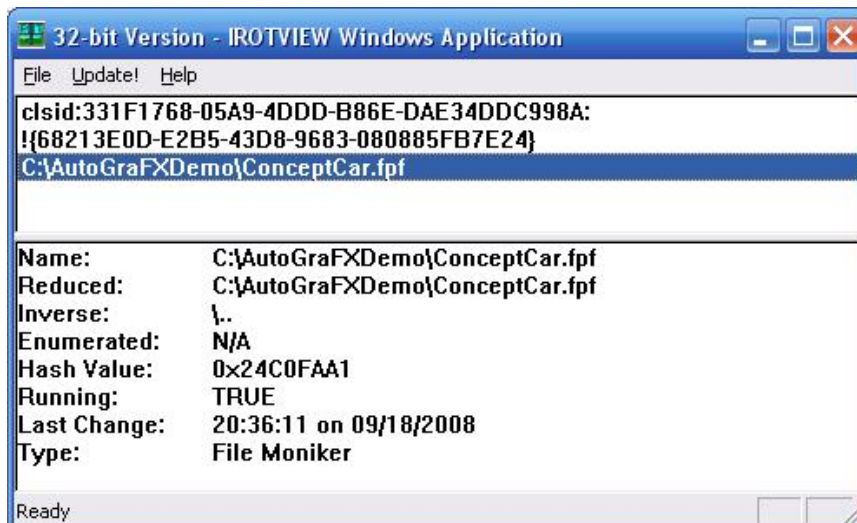 32-bit Version - IROTVIEW Windows Application
File Update! Help
clsid:331F1768-05A9-4DDD-B86E-DAE34DDC998A:
!{68213E0D-E2B5-43D8-9683-080885FB7E24}
C:\AutoGraFXDemo\ConceptCar.fpf
Name: C:\AutoGraFXDemo\ConceptCar.fpf
Reduced: C:\AutoGraFXDemo\ConceptCar.fpf
Inverse: \..
Enumerated: N/A
Hash Value: 0x24C0FAA1
Running: TRUE
Last Change: 20:36:11 on 09/18/2008
Type: File Moniker
Ready